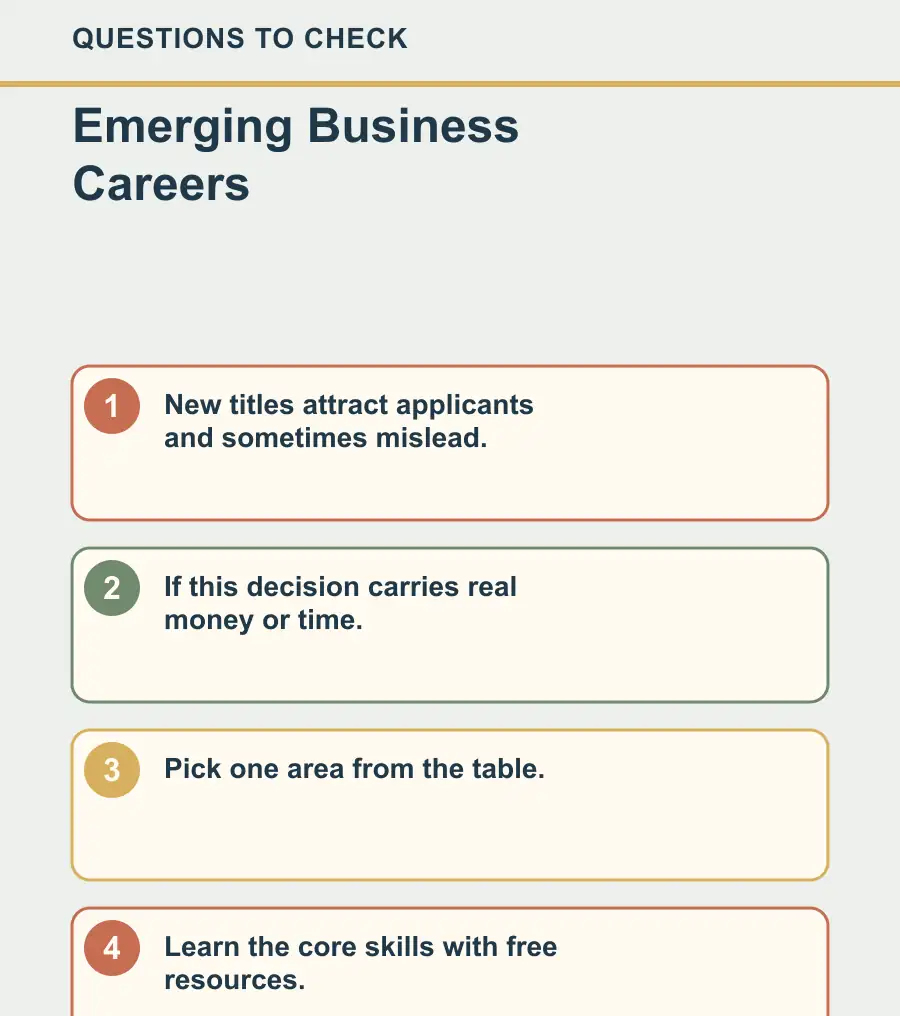 QUESTIONS TO CHECK
Emerging Business
Careers
1
New titles attract applicants
and sometimes mislead.
2
If this decision carries real
money or time.
3
Pick one area from the table.
4
Learn the core skills with free
resources.